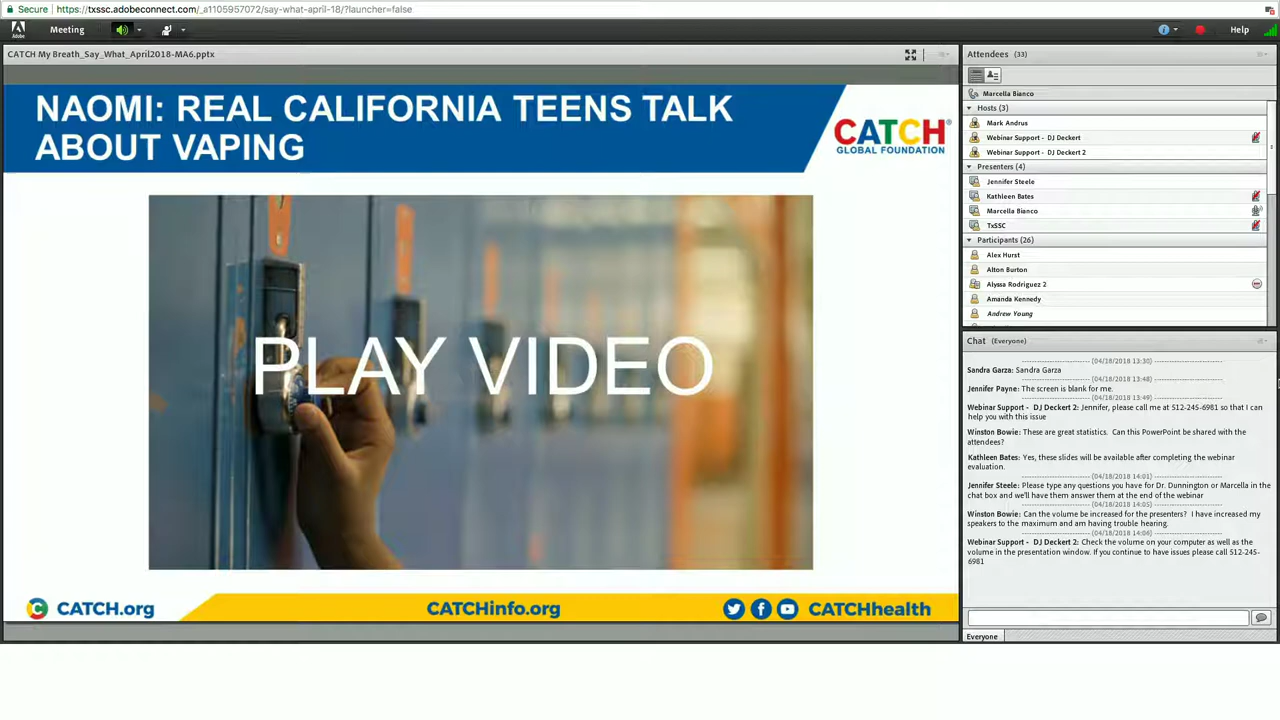 Secure https://txssc.adobeconnect.com/_a1105957072/say-what-april-18/?launcher=false
Adobe
Meeting
Help
CATCH My Breath_Say_What_April2018-MA6.pptx
NAOMI: REAL CALIFORNIA TEENS TALK
ABOUT VAPING
CATCH®
GLOBAL FOUNDATION
PLAY VIDEO
C CATCH.org
CATCHinfo.org
CATCHhealth
Attendees (33)
Marcella Bianco
Hosts (3)
Mark Andrus
Webinar Support - DJ Deckert
Webinar Support - DJ Deckert 2
Presenters (4)
Jennifer Steele
Kathleen Bates
Marcella Bianco
TxSSC
Participants (26)
Alex Hurst
Alton Burton
Alyssa Rodriguez 2
Amanda Kennedy
Andrew Young
Chat (Everyone)
(04/18/2018 13:30)
Sandra Garza: Sandra Garza
(04/18/2018 13:48)
Jennifer Payne: The screen is blank for me.
(04/18/2018 13:49)
Webinar Support - DJ Deckert 2: Jennifer, please call me at 512-245-6981 so that I can
help you with this issue
Winston Bowie: These are great statistics. Can this PowerPoint be shared with the
attendees?
Kathleen Bates: Yes, these slides will be available after completing the webinar
evaluation.
(04/18/2018 14:01)
Jennifer Steele: Please type any questions you have for Dr. Dunnington or Marcella in the
chat box and we'll have them answer them at the end of the webinar
(04/18/2018 14:05)
Winston Bowie: Can the volume be increased for the presenters? I have increased my
speakers to the maximum and am having trouble hearing.
(04/18/2018 14:06)
Webinar Support - DJ Deckert 2: Check the volume on your computer as well as the
volume in the presentation window. If you continue to have issues please call 512-245-
6981
Everyone